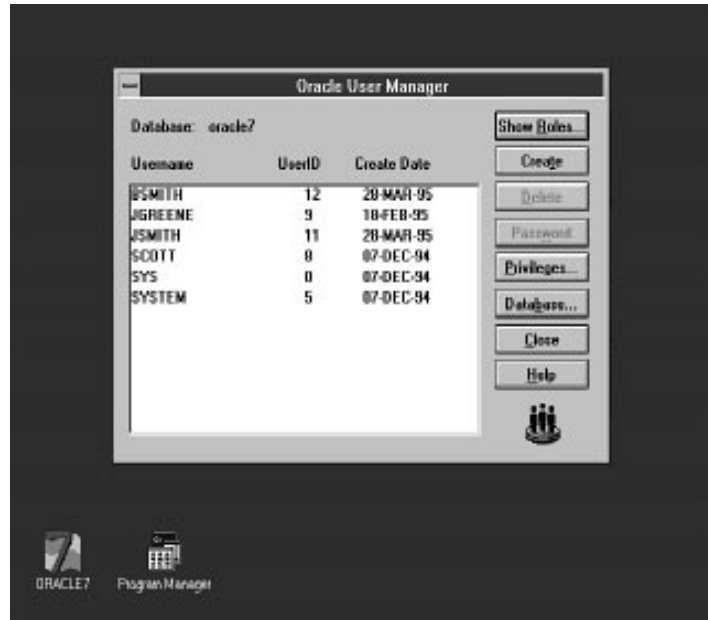 Oracle User Manager
Database: oracle7
Show Roles...
Username UserID Create Date
Create
BSMITH 12 28-MAR-95
Delete
JGREENE 9 18-FEB-95
JSMITH 11 28-MAR-95
Password
SCOTT 8 07-DEC-94
SYS 0 07-DEC-94
Privileges...
SYSTEM 5 07-DEC-94
Database...
Close
Help
ORACLE7
Program Manager